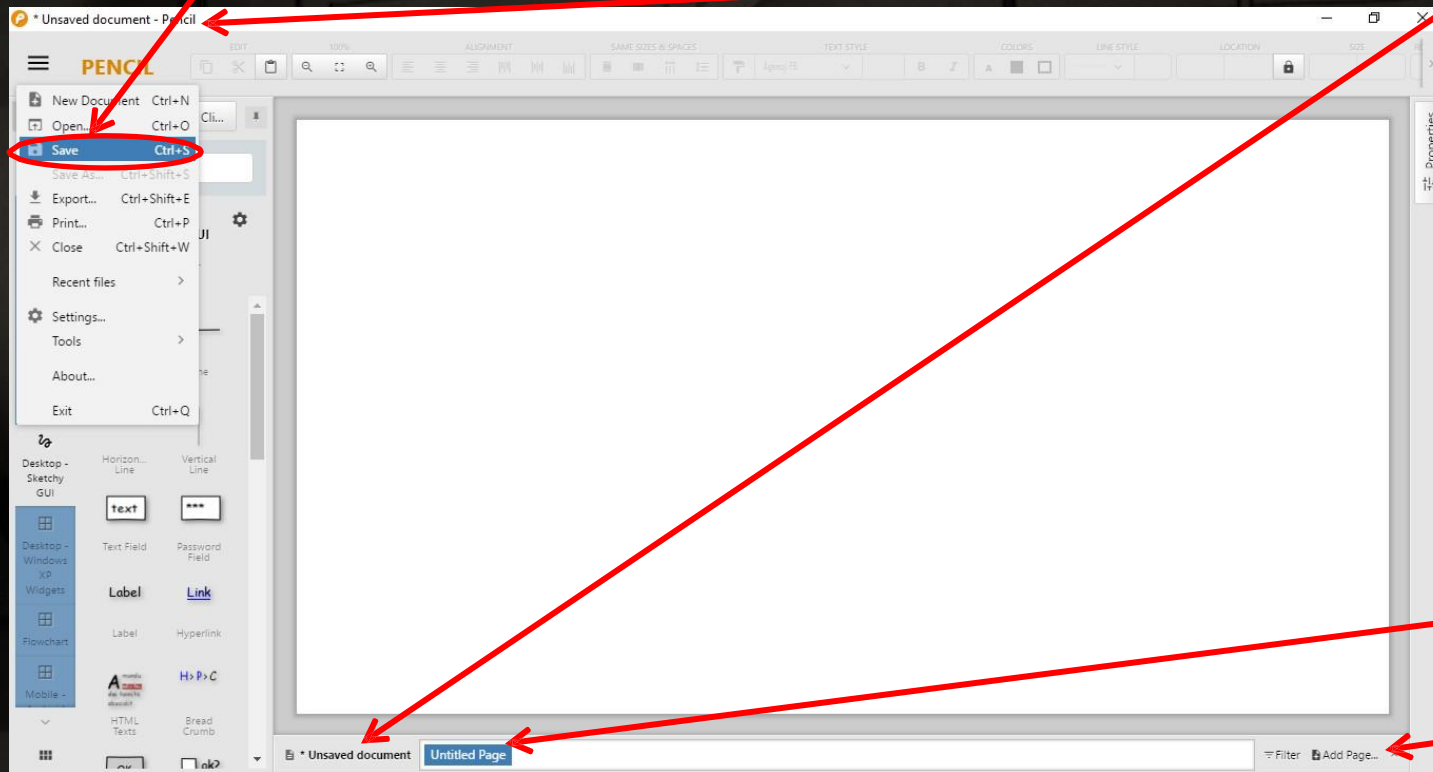 * Unsaved document - Pencil
EDIT 100% ALIGNMENT SAME SIZES & SPACES TEXT STYLE COLORS LINE STYLE LOCATION SIZE
PENCIL
B I A
New Document Ctrl+N
Cli...
Open... Ctrl+O
Save Ctrl+S
Save As... Ctrl+Shift+S
Export... Ctrl+Shift+E
Print... Ctrl+P
Close Ctrl+Shift+W
Recent files
Settings...
Tools
About...
Exit Ctrl+Q
Properties
Desktop -
Sketchy
GUI
Horizon...
Line
Vertical
Line
text
***
Text Field
Password
Field
Desktop -
Windows
XP
Widgets
Label
Link
Label
Hyperlink
Flowchart
Mobile -
H>P>C
HTML
Texts
Bread
Crumb
OK
ok?
* Unsaved document
Untitled Page
Filter
Add Page...